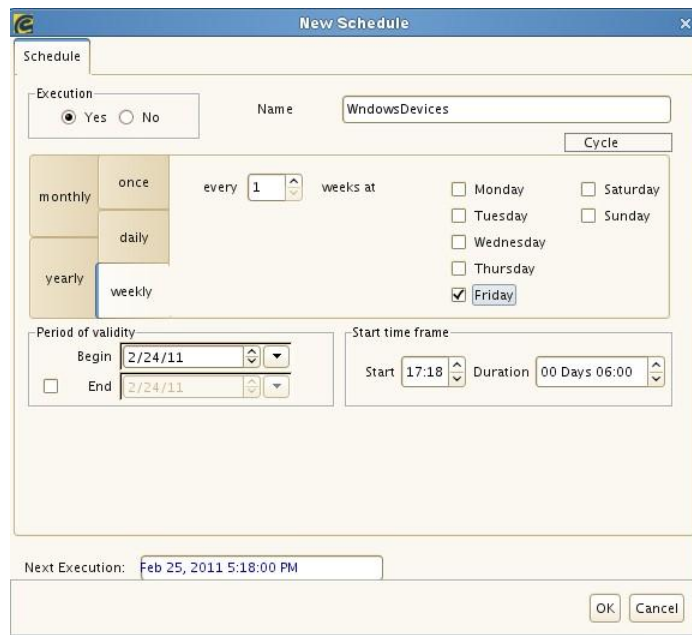 New Schedule
Schedule
Execution
Yes No
Name WndowsDevices
Cycle
monthly
once
daily
yearly
weekly
every 1 weeks at
Monday Saturday
Tuesday Sunday
Wednesday
Thursday
Friday
Period of validity
Begin 2/24/11
End 2/24/11
Start time frame
Start 17:18 Duration 00 Days 06:00
Next Execution: Feb 25, 2011 5:18:00 PM
OK Cancel